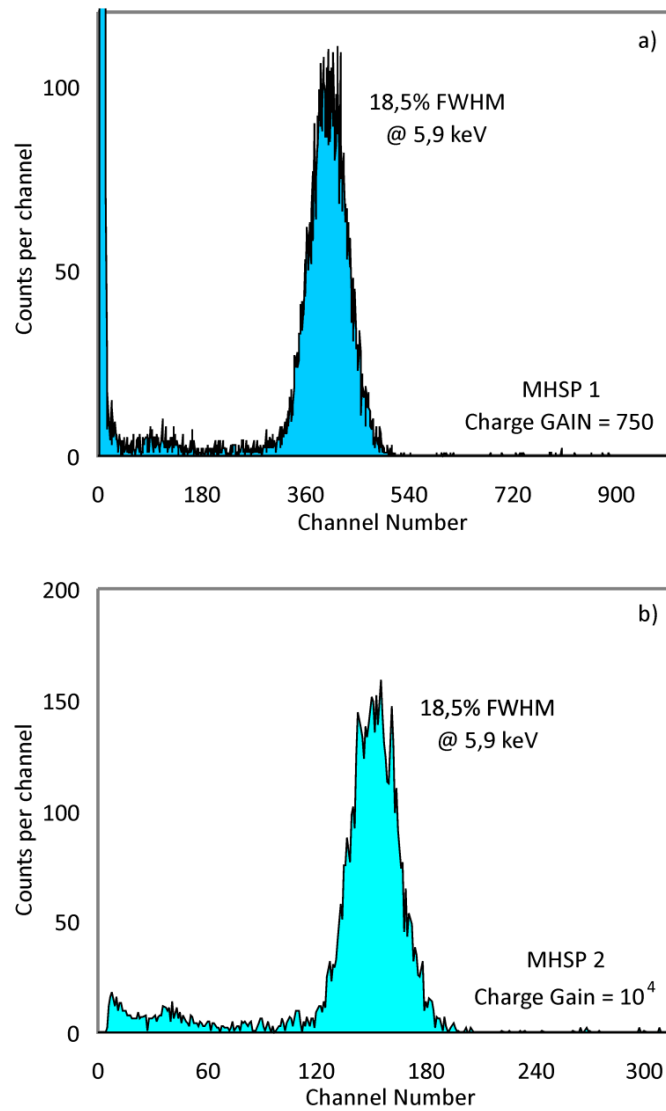 a)
100
18,5% FWHM
@ 5,9 keV
50
Counts per channel
MHSP 1
Charge GAIN = 750
0
0 180 360 540 720 900
Channel Number
200
b)
150
18,5% FWHM
@ 5,9 keV
100
Counts per channel
50
MHSP 2
Charge Gain = 10⁴
0
0 60 120 180 240 300
Channel Number